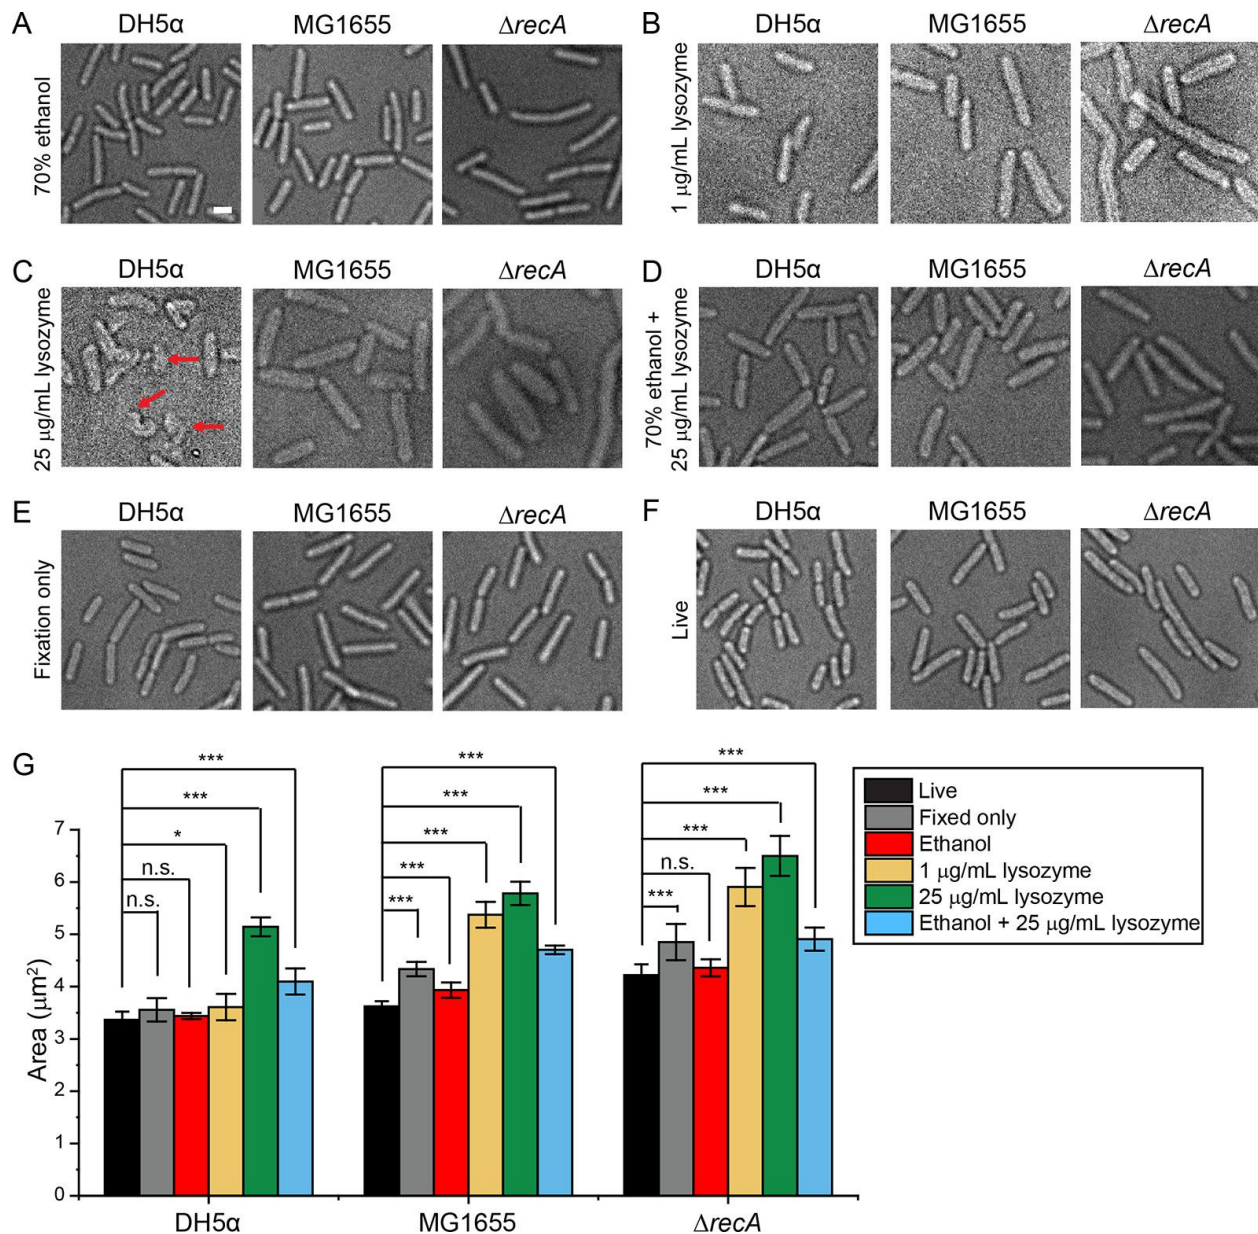 A
DH5α
MG1655
ΔrecA
70% ethanol
B
DH5α
MG1655
ΔrecA
1 μg/mL lysozyme
C
DH5α
MG1655
ΔrecA
25 μg/mL lysozyme
D
DH5α
MG1655
ΔrecA
70% ethanol +
25 μg/mL lysozyme
E
DH5α
MG1655
ΔrecA
Fixation only
F
DH5α
MG1655
ΔrecA
Live
G
***
***
*
n.s.
n.s.
***
***
***
***
***
***
***
***
n.s.
***
Live
Fixed only
Ethanol
1 μg/mL lysozyme
25 μg/mL lysozyme
Ethanol + 25 μg/mL lysozyme
Area (μm²)
7
6
5
4
3
2
1
0
DH5α
MG1655
ΔrecA